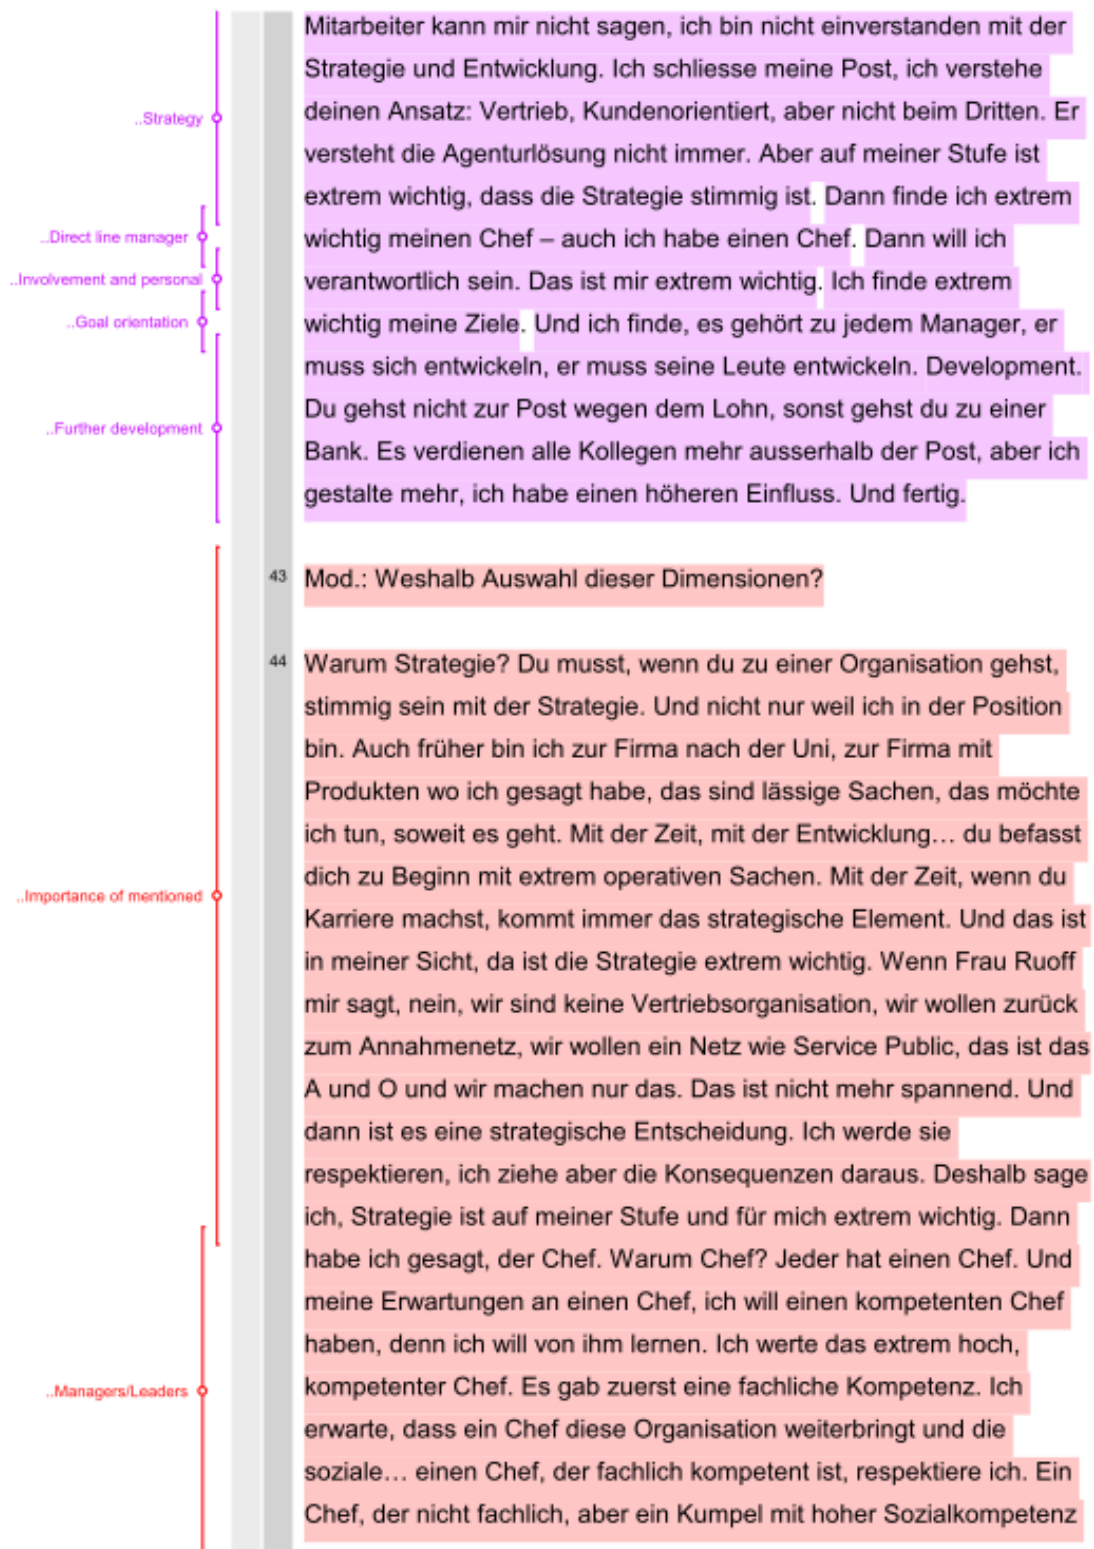 Mitarbeiter kann mir nicht sagen, ich bin nicht einverstanden mit der
Strategie und Entwicklung. Ich schliesse meine Post, ich verstehe
..Strategy
deinen Ansatz: Vertrieb, Kundenorientiert, aber nicht beim Dritten. Er
versteht die Agenturlösung nicht immer. Aber auf meiner Stufe ist
extrem wichtig, dass die Strategie stimmig ist. Dann finde ich extrem
..Direct line manager
wichtig meinen Chef – auch ich habe einen Chef. Dann will ich
..Involvement and personal
verantwortlich sein. Das ist mir extrem wichtig. Ich finde extrem
..Goal orientation
wichtig meine Ziele. Und ich finde, es gehört zu jedem Manager, er
muss sich entwickeln, er muss seine Leute entwickeln. Development.
Du gehst nicht zur Post wegen dem Lohn, sonst gehst du zu einer
..Further development
Bank. Es verdienen alle Kollegen mehr ausserhalb der Post, aber ich
gestalte mehr, ich habe einen höheren Einfluss. Und fertig.
43 Mod.: Weshalb Auswahl dieser Dimensionen?
44 Warum Strategie? Du musst, wenn du zu einer Organisation gehst,
stimmig sein mit der Strategie. Und nicht nur weil ich in der Position
bin. Auch früher bin ich zur Firma nach der Uni, zur Firma mit
Produkten wo ich gesagt habe, das sind lässige Sachen, das möchte
ich tun, soweit es geht. Mit der Zeit, mit der Entwicklung… du befasst
dich zu Beginn mit extrem operativen Sachen. Mit der Zeit, wenn du
..Importance of mentioned
Karriere machst, kommt immer das strategische Element. Und das ist
in meiner Sicht, da ist die Strategie extrem wichtig. Wenn Frau Ruoff
mir sagt, nein, wir sind keine Vertriebsorganisation, wir wollen zurück
zum Annahmenetz, wir wollen ein Netz wie Service Public, das ist das
A und O und wir machen nur das. Das ist nicht mehr spannend. Und
dann ist es eine strategische Entscheidung. Ich werde sie
respektieren, ich ziehe aber die Konsequenzen daraus. Deshalb sage
ich, Strategie ist auf meiner Stufe und für mich extrem wichtig. Dann
habe ich gesagt, der Chef. Warum Chef? Jeder hat einen Chef. Und
meine Erwartungen an einen Chef, ich will einen kompetenten Chef
haben, denn ich will von ihm lernen. Ich werte das extrem hoch,
..Managers/Leaders
kompetenter Chef. Es gab zuerst eine fachliche Kompetenz. Ich
erwarte, dass ein Chef diese Organisation weiterbringt und die
soziale… einen Chef, der fachlich kompetent ist, respektiere ich. Ein
Chef, der nicht fachlich, aber ein Kumpel mit hoher Sozialkompetenz